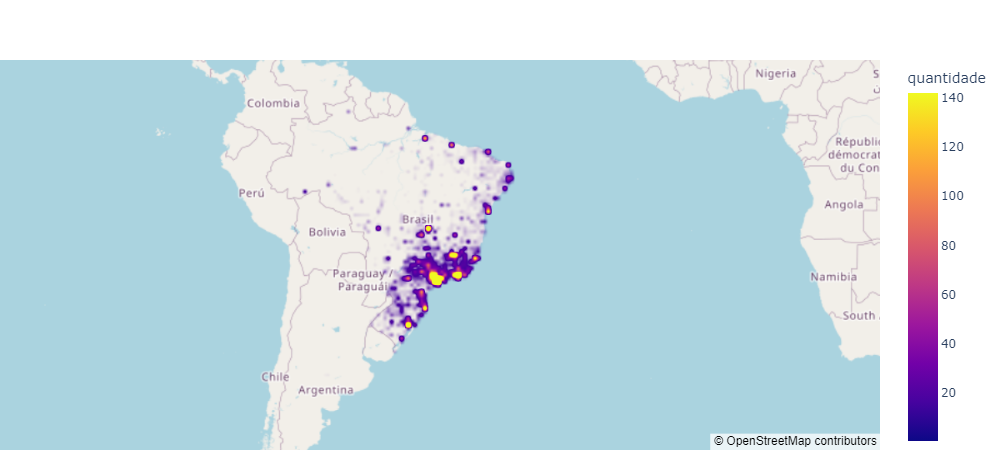 quantidade
140
120
100
80
60
40
20
Nigeria
S
Colombia
Républiq
démocrat
du Con
Perú
Angola
Brasil
Bolivia
Paraguay /
Paraguái
Namibia
South A
Chile
Argentina
© OpenStreetMap contributors